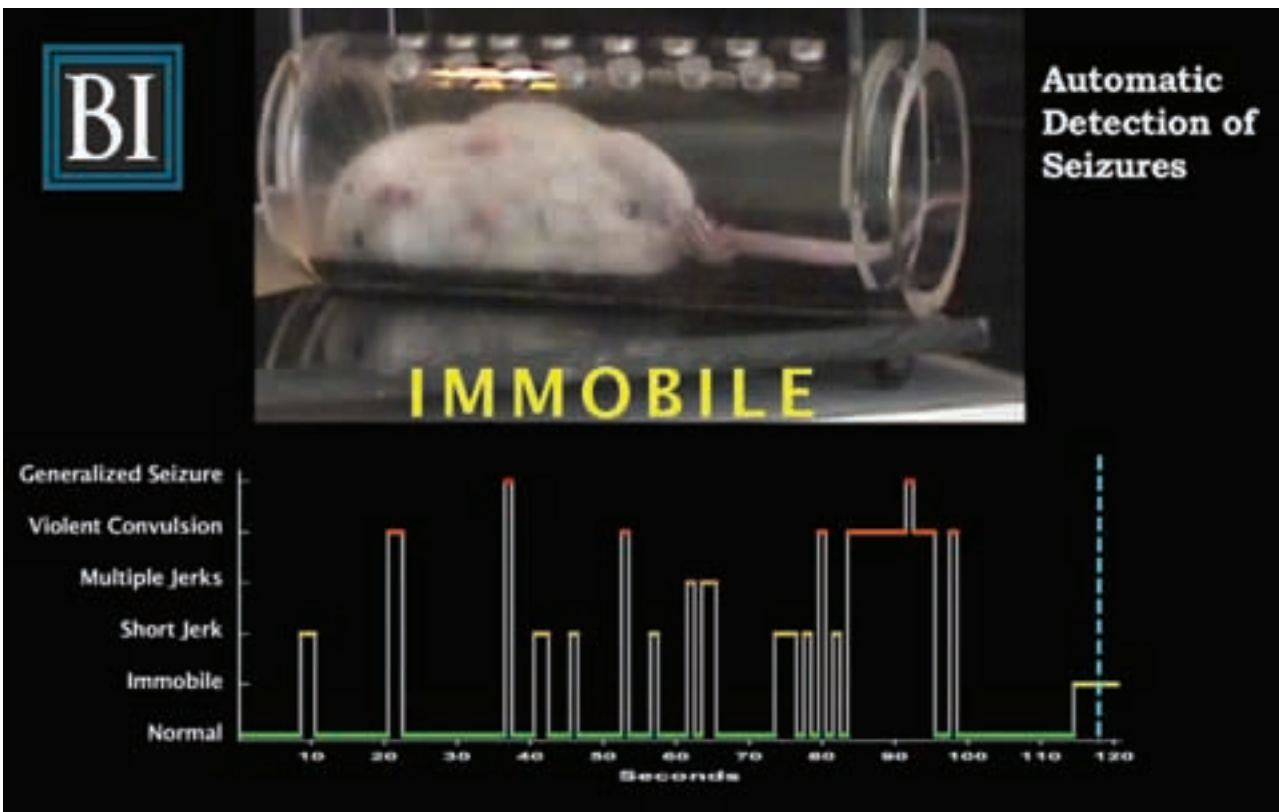 BI
Automatic
Detection of
Seizures
IMMOBILE
Generalized Seizure
Violent Convulsion
Multiple Jerks
Short Jerk
Immobile
Normal
10 20 30 40 50 60 70 80 90 100 110 120
Seconds